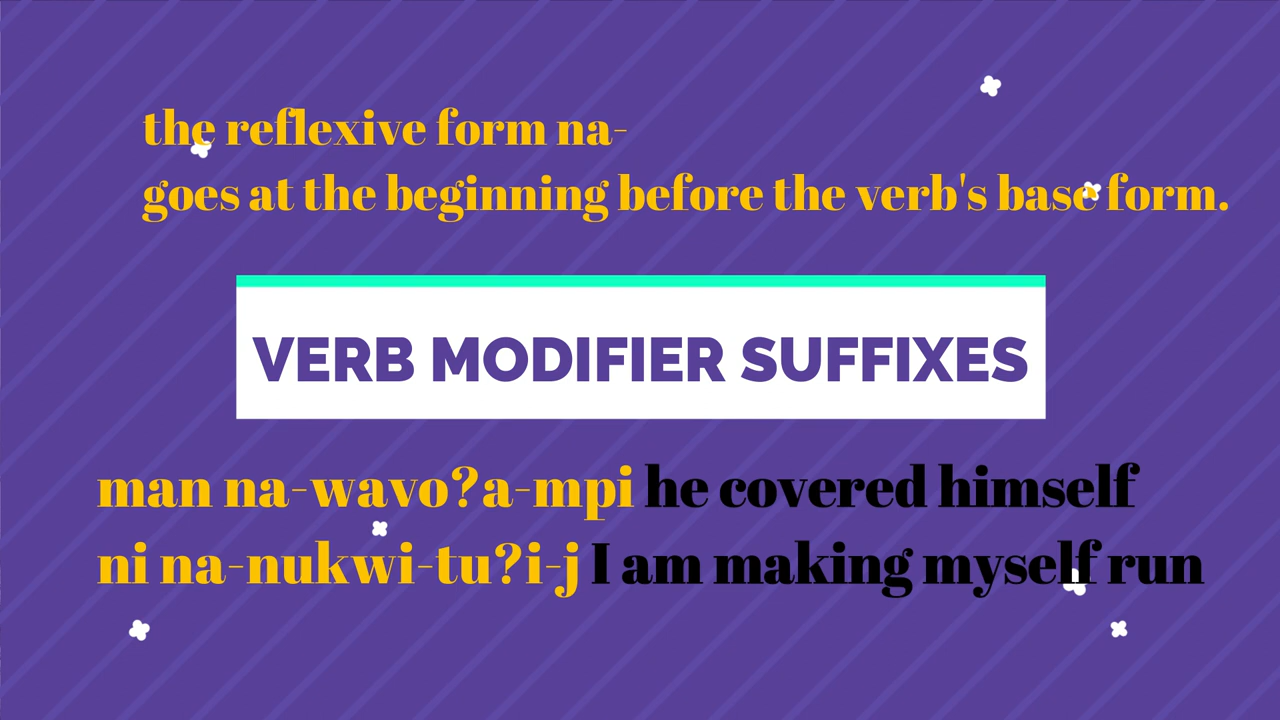 the reflexive form na-
goes at the beginning before the verb's base form.
VERB MODIFIER SUFFIXES
man na-wavo?a-mpi he covered himself
ni na-nukwi-tu?i-j I am making myself run